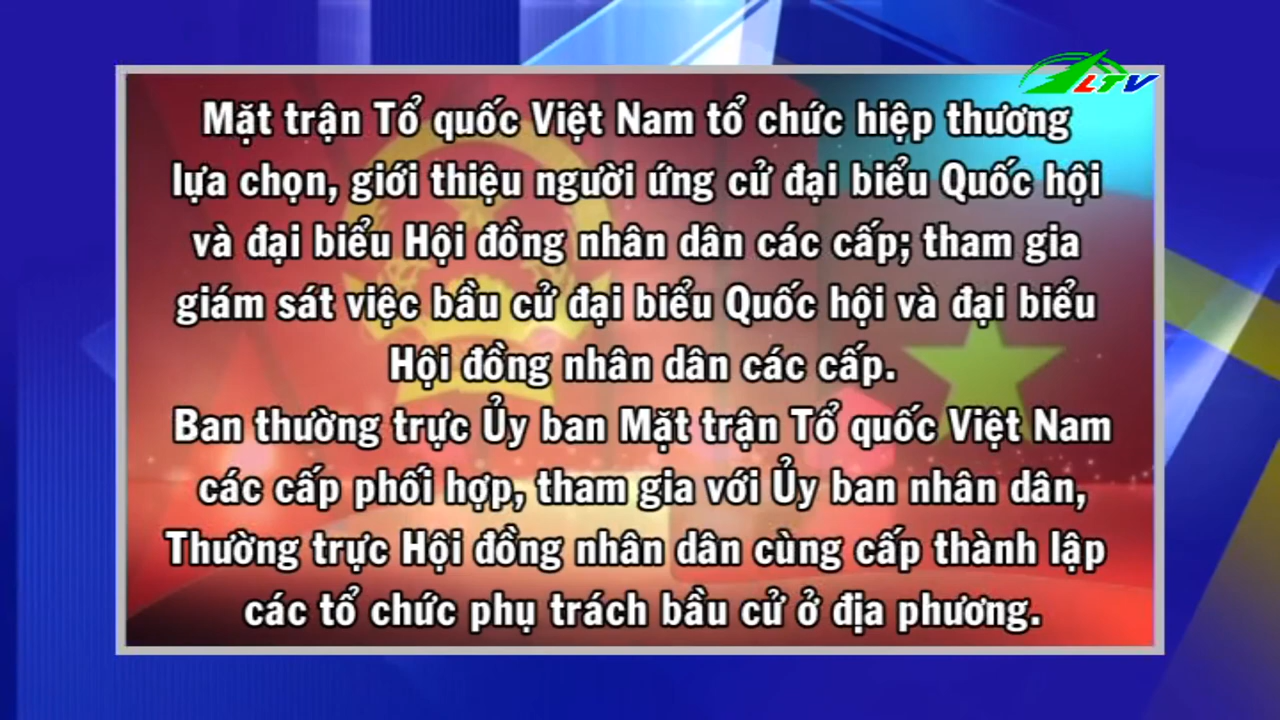 LTV
Mặt trận Tổ quốc Việt Nam tổ chức hiệp thương
lựa chọn, giới thiệu người ứng cử đại biểu Quốc hội
và đại biểu Hội đồng nhân dân các cấp; tham gia
giám sát việc bầu cử đại biểu Quốc hội và đại biểu
Hội đồng nhân dân các cấp.
Ban thường trực Ủy ban Mặt trận Tổ quốc Việt Nam
các cấp phối hợp, tham gia với Ủy ban nhân dân,
Thường trực Hội đồng nhân dân cùng cấp thành lập
các tổ chức phụ trách bầu cử ở địa phương.